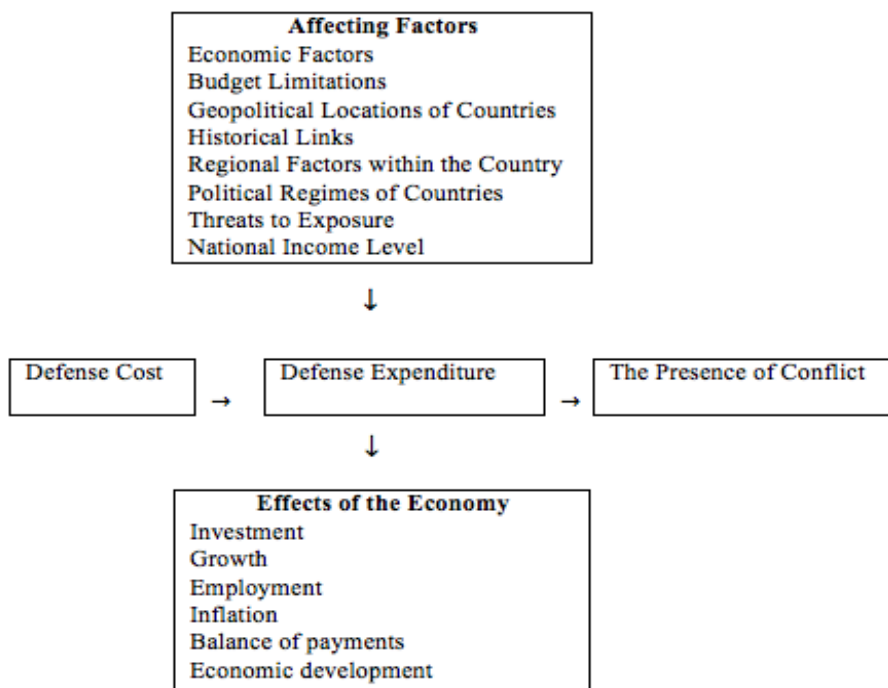 Affecting Factors
Economic Factors
Budget Limitations
Geopolitical Locations of Countries
Historical Links
Regional Factors within the Country
Political Regimes of Countries
Threats to Exposure
National Income Level
↓
Defense Cost → Defense Expenditure → The Presence of Conflict
↓
Effects of the Economy
Investment
Growth
Employment
Inflation
Balance of payments
Economic development